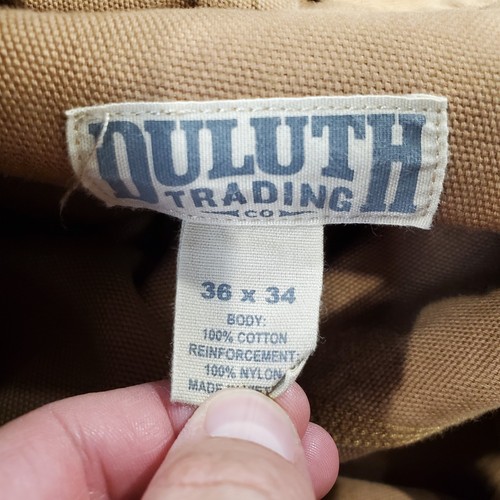 DULUTH
TRADING
CO
36 x 34
BODY:
100% COTTON
REINFORCEMENT:
100% NYLON
MADE